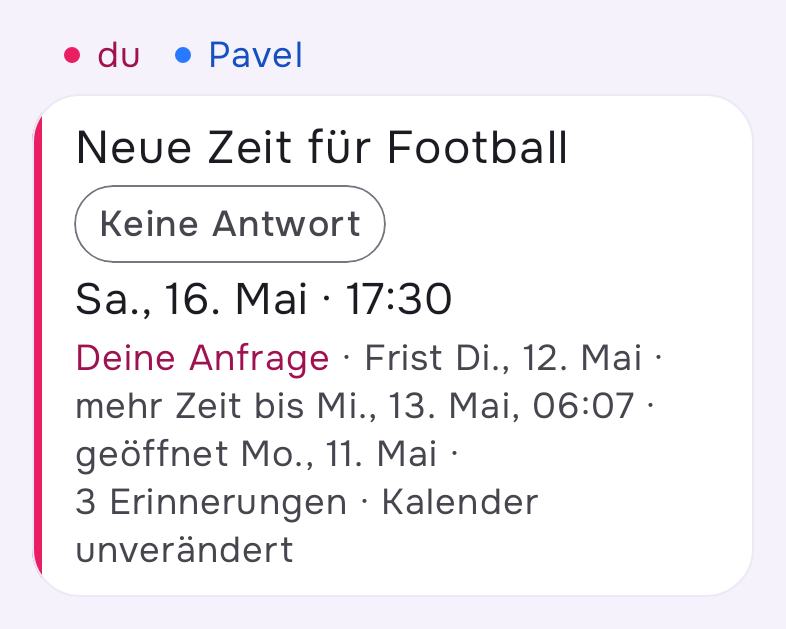 du Pavel
Neue Zeit für Football
Keine Antwort
Sa., 16. Mai · 17:30
Deine Anfrage · Frist Di., 12. Mai ·
mehr Zeit bis Mi., 13. Mai, 06:07 ·
geöffnet Mo., 11. Mai ·
3 Erinnerungen · Kalender
unverändert